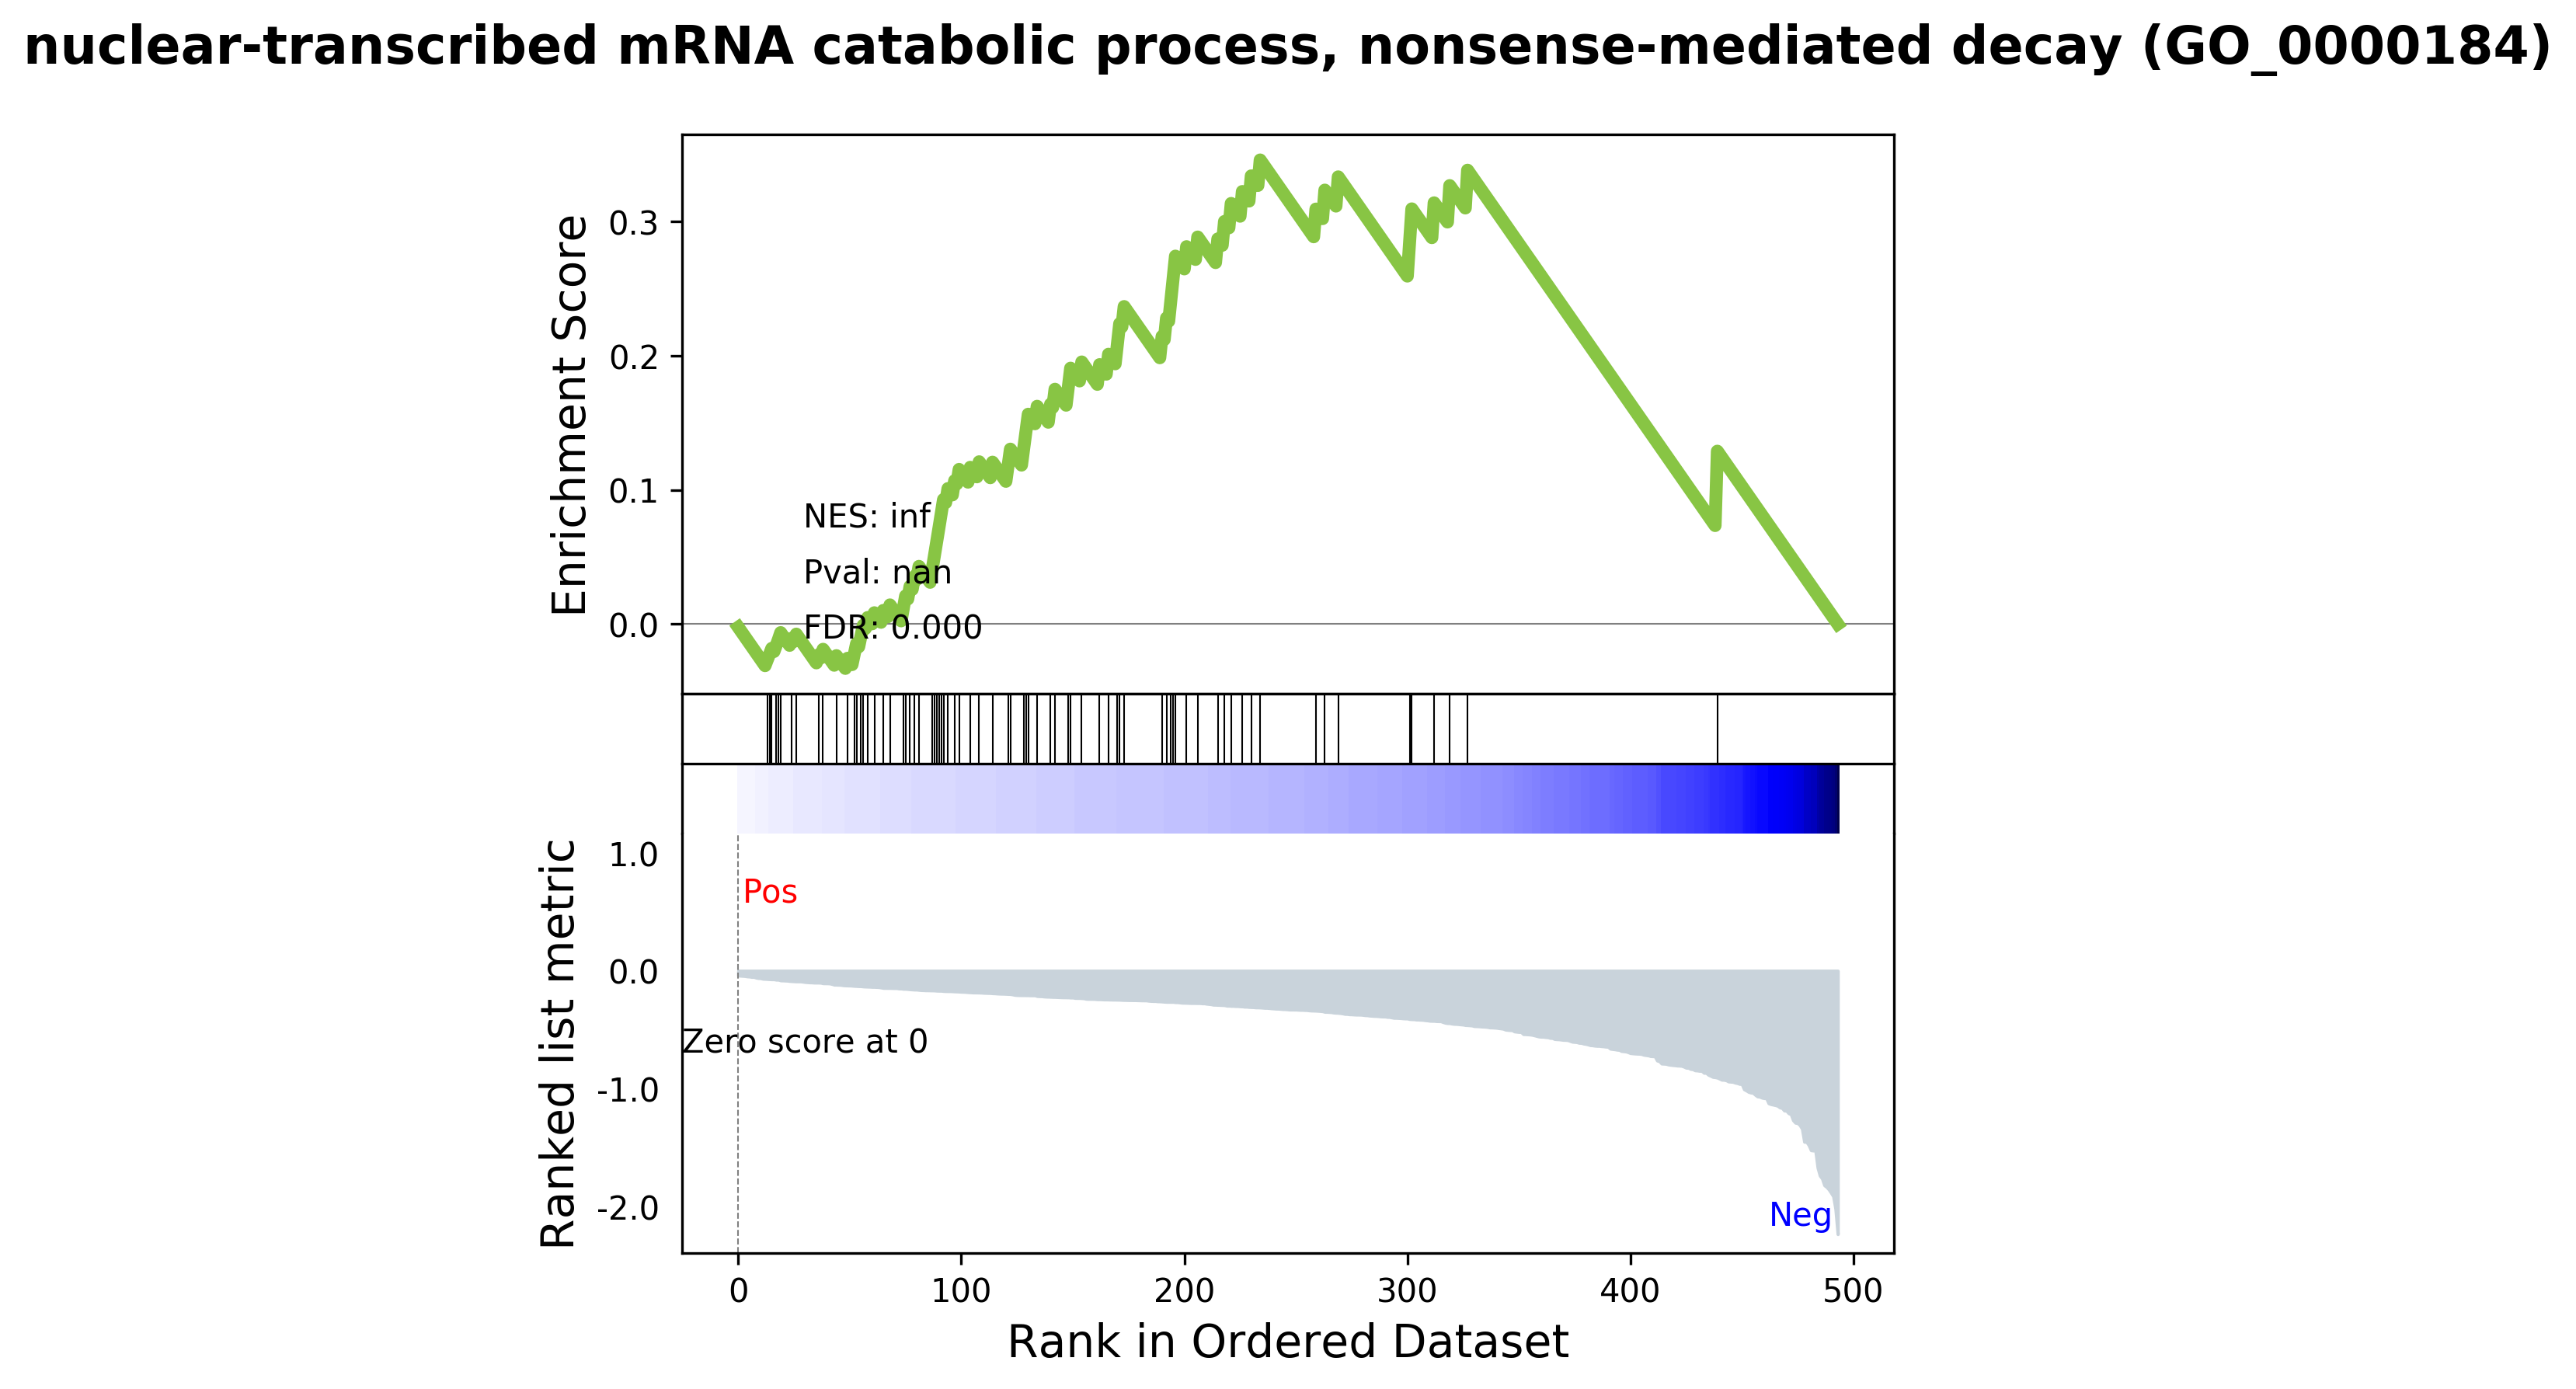 nuclear-transcribed mRNA catabolic process, nonsense-mediated decay (GO_0000184)
Enrichment Score
0.3
0.2
0.1
0.0
NES: inf
Pval: nan
FDR: 0.000
Ranked list metric
1.0
0.0
-1.0
-2.0
Pos
Zero score at 0
Neg
0 100 200 300 400 500
Rank in Ordered Dataset